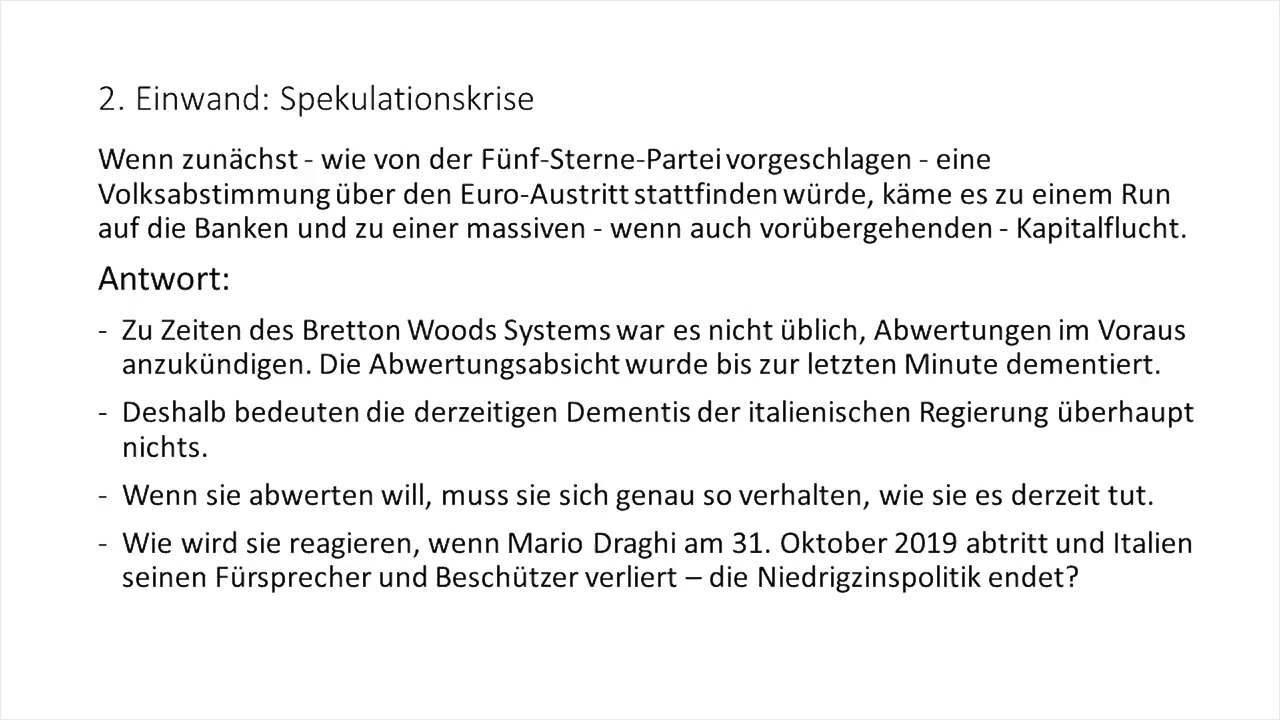 2. Einwand: Spekulationskrise
Wenn zunächst - wie von der Fünf-Sterne-Partei vorgeschlagen - eine
Volksabstimmung über den Euro-Austritt stattfinden würde, käme es zu einem Run
auf die Banken und zu einer massiven - wenn auch vorübergehenden - Kapitalflucht.
Antwort:
- Zu Zeiten des Bretton Woods Systems war es nicht üblich, Abwertungen im Voraus
anzukündigen. Die Abwertungsabsicht wurde bis zur letzten Minute dementiert.
- Deshalb bedeuten die derzeitigen Dementis der italienischen Regierung überhaupt
nichts.
- Wenn sie abwerten will, muss sie sich genau so verhalten, wie sie es derzeit tut.
- Wie wird sie reagieren, wenn Mario Draghi am 31. Oktober 2019 abtritt und Italien
seinen Fürsprecher und Beschützer verliert – die Niedrigzinspolitik endet?